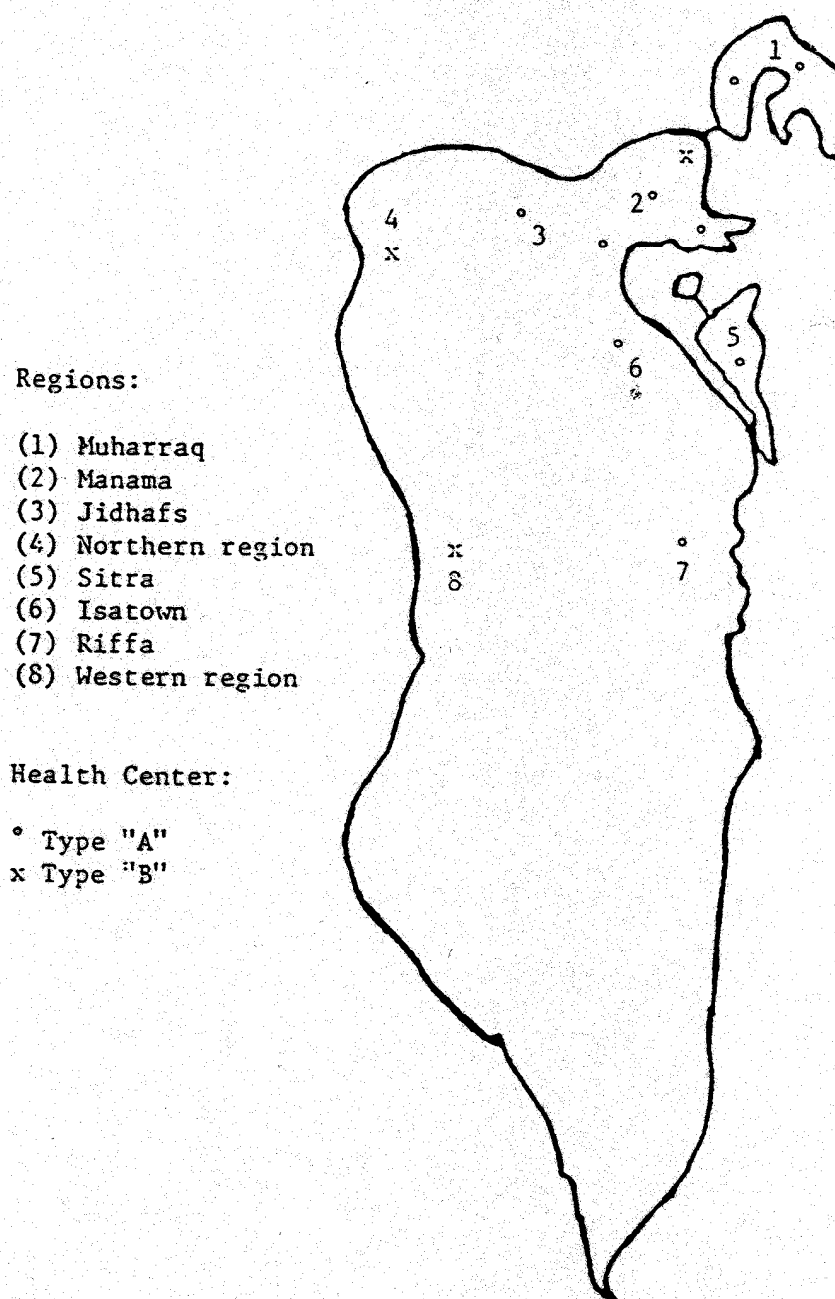 1
2
4
3
5
6
Regions:
(1) Muharraq
(2) Manama
(3) Jidhafs
(4) Northern region
(5) Sitra
(6) Isatown
(7) Riffa
(8) Western region
7
8
Health Center:
° Type "A"
x Type "B"